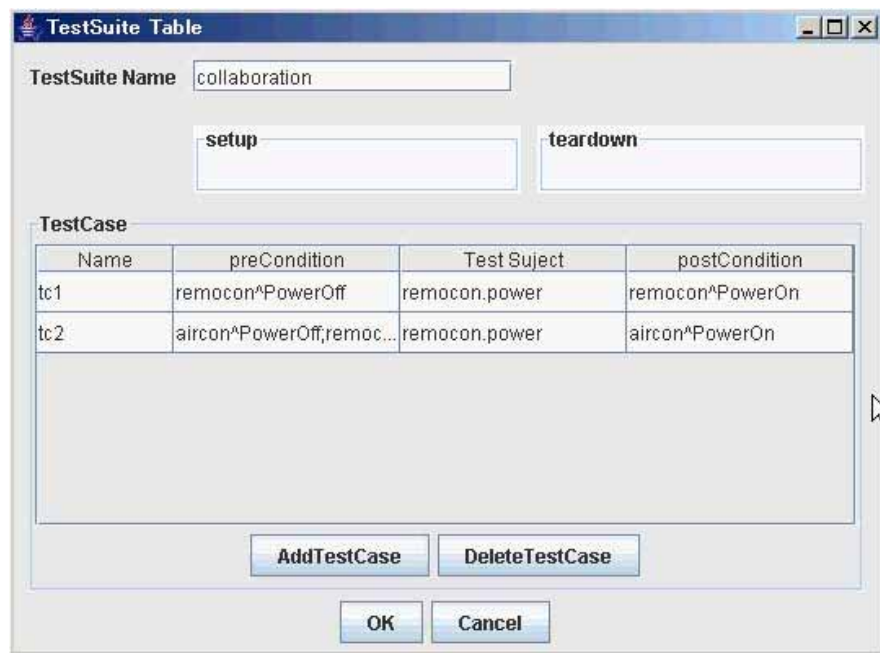 TestSuite Table
TestSuite Name collaboration
setup teardown
TestCase
Name preCondition Test Suject postCondition
tc1 remocon^PowerOff remocon.power remocon^PowerOn
tc2 aircon^PowerOff;remoc... remocon.power aircon^PowerOn
AddTestCase DeleteTestCase
OK Cancel